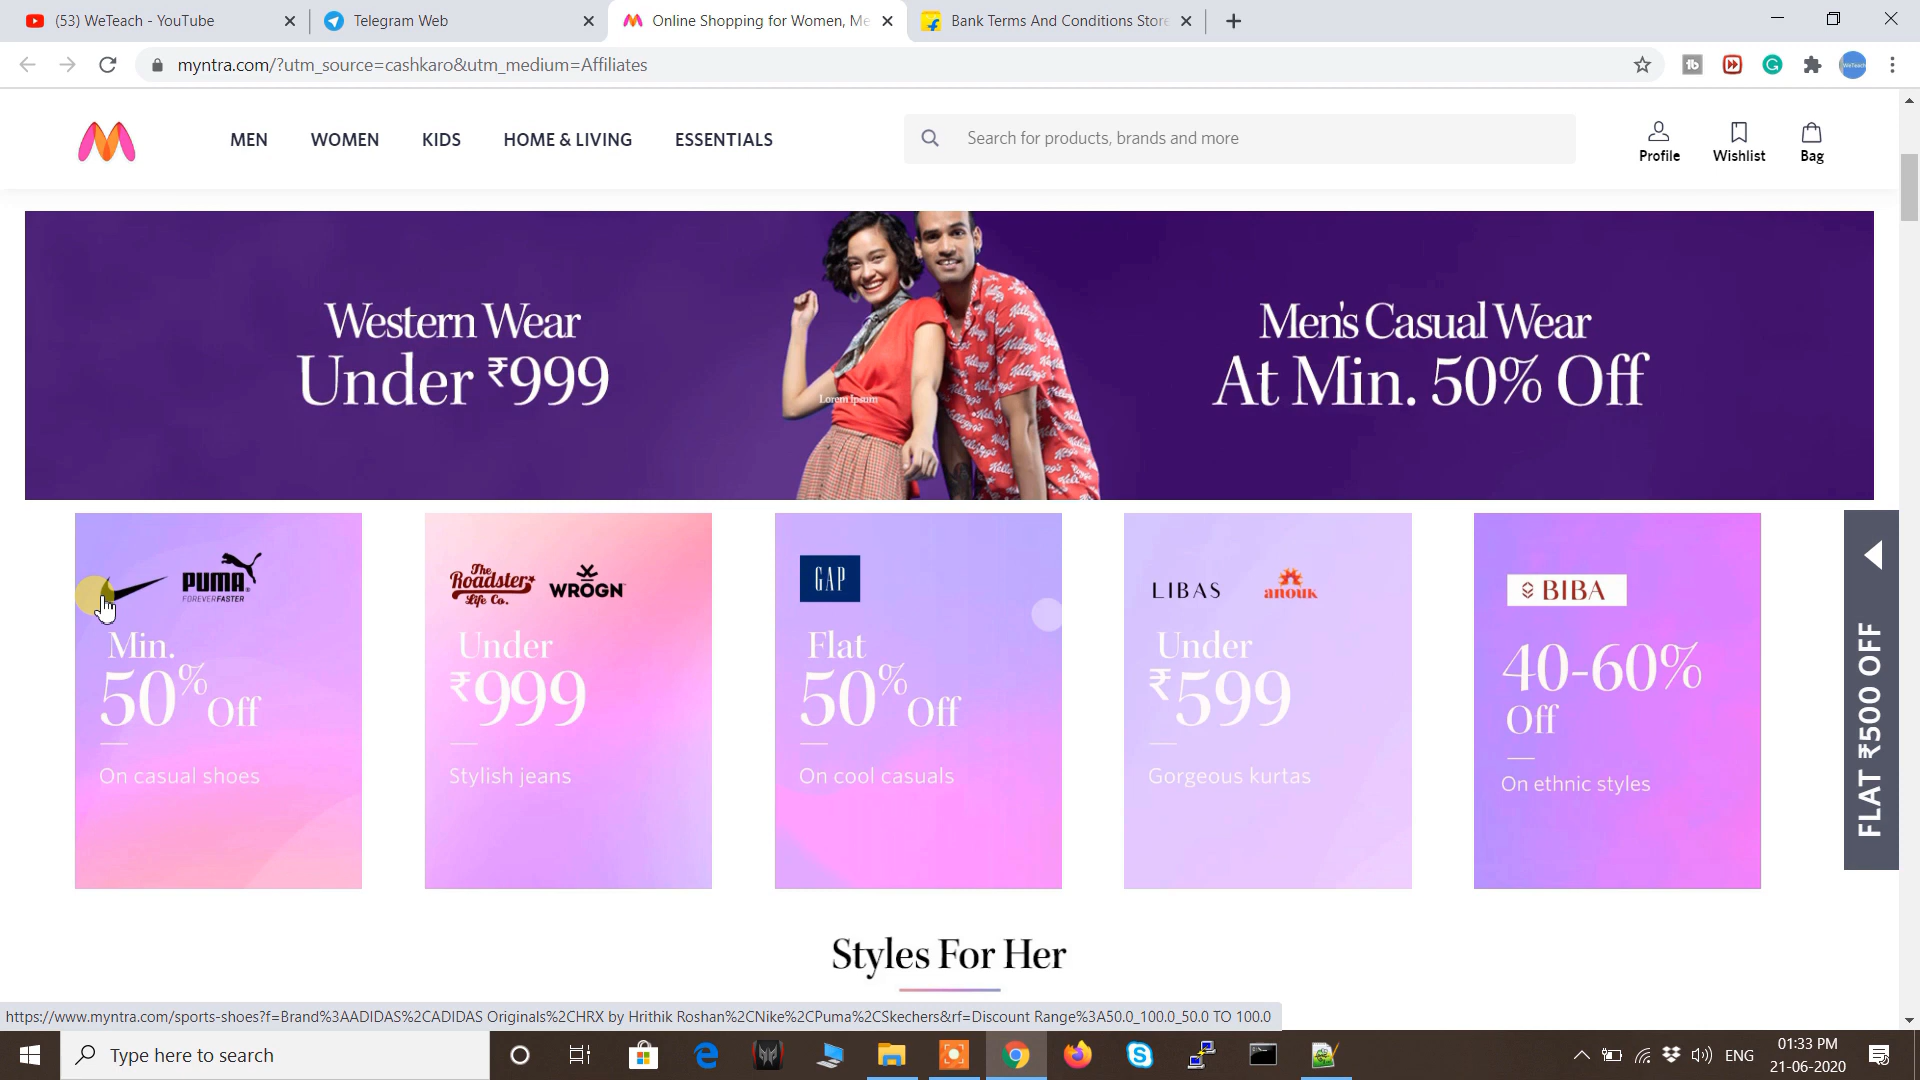 (53) WeTeach - YouTube
Telegram Web
Online Shopping for Women, Me
Bank Terms And Conditions Store
myntra.com/?utm_source=cashkaro&utm_medium=Affiliates
WeTeach
MEN
WOMEN
KIDS
HOME & LIVING
ESSENTIALS
Search for products, brands and more
Profile
Wishlist
Bag
Western Wear
Under ₹999
Lorem Ipsum
Men's Casual Wear
At Min. 50% Off
PUMA
FOREVER FASTER
Min.
50% Off
On casual shoes
The
Roadster
Life Co.
WROGN
Under
₹999
Stylish jeans
GAP
Flat
50% Off
On cool casuals
LIBAS
anouk
Under
₹599
Gorgeous kurtas
BIBA
40-60%
Off
On ethnic styles
FLAT ₹500 OFF
Styles For Her
https://www.myntra.com/sports-shoes?f=Brand%3AADIDAS%2CADIDAS Originals%2CHRX by Hrithik Roshan%2CNike%2CPuma%2CSkechers&rf=Discount Range%3A50.0_100.0_50.0 TO 100.0
Type here to search
ENG
01:33 PM
21-06-2020